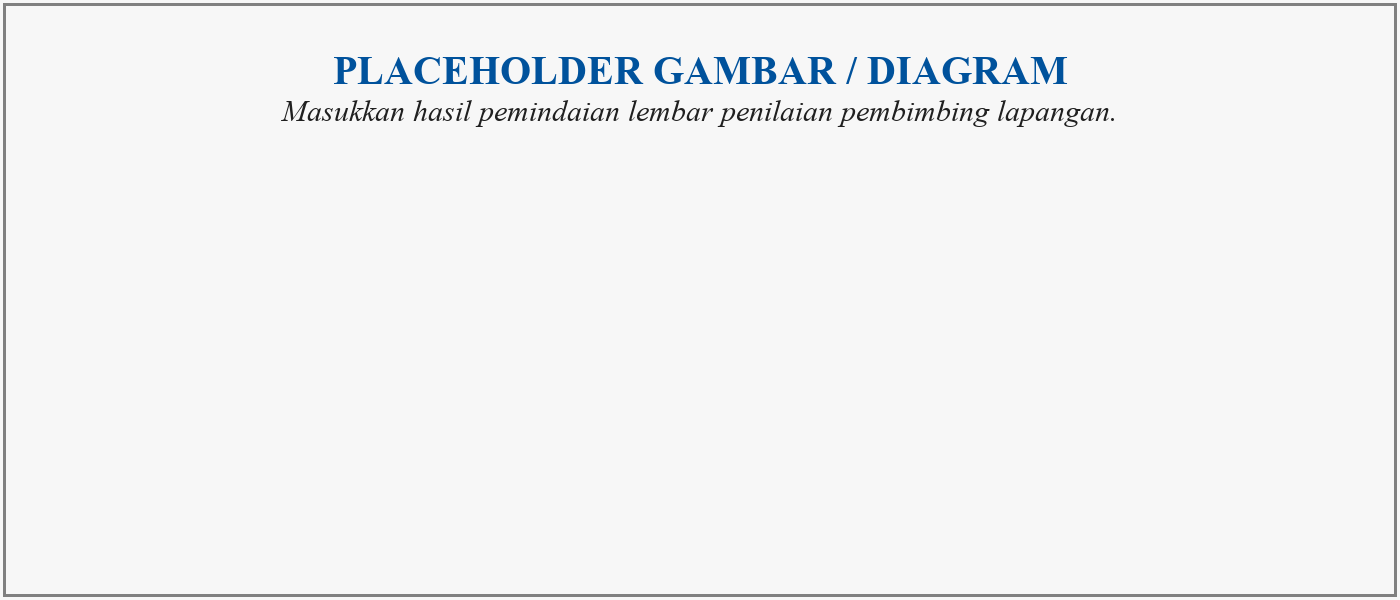 PLACEHOLDER GAMBAR / DIAGRAM
Masukkan hasil pemindaian lembar penilaian pembimbing lapangan.